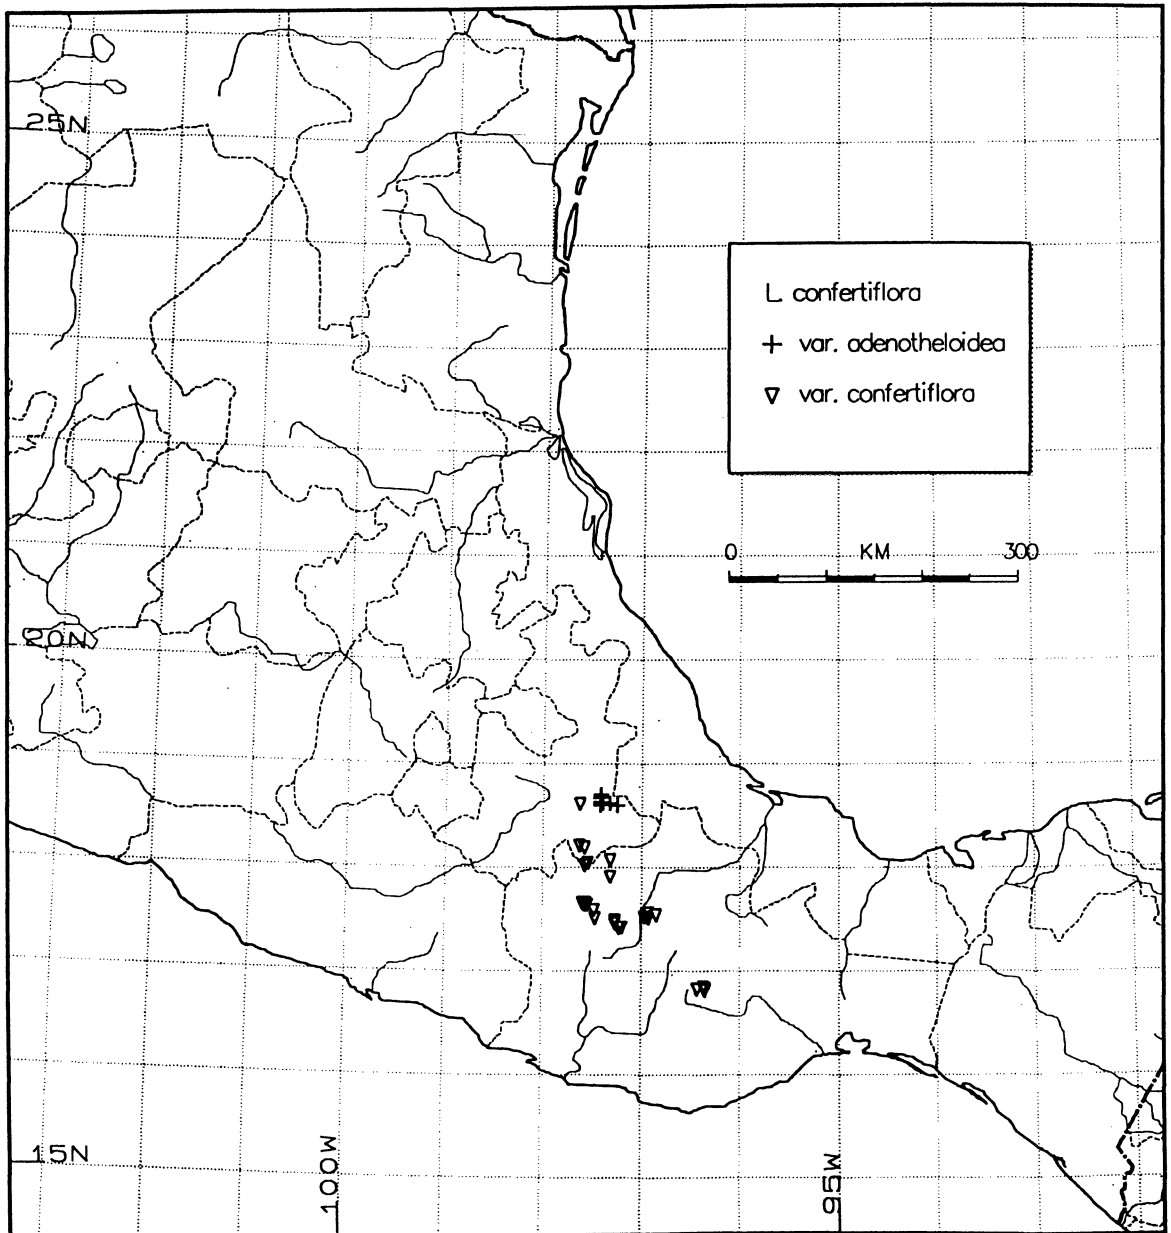 25N
L. confertiflora
+ var. adenotheloidea
▽ var. confertiflora
0 KM 300
20N
15N
100W
95W